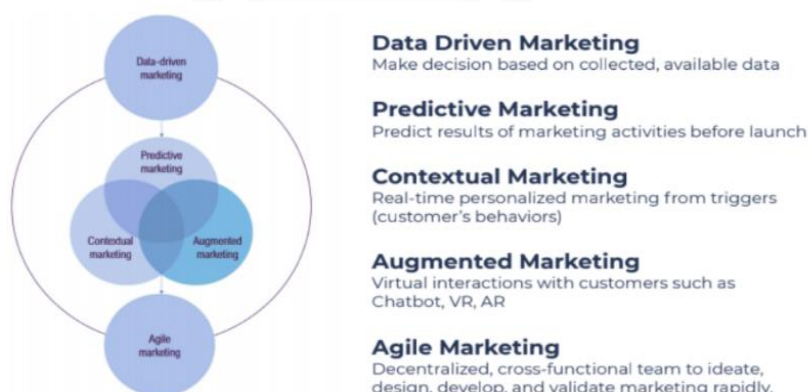 Data-driven
marketing
Predictive
marketing
Contextual
marketing
Augmented
marketing
Agile
marketing
Data Driven Marketing
Make decision based on collected, available data
Predictive Marketing
Predict results of marketing activities before launch
Contextual Marketing
Real-time personalized marketing from triggers
(customer's behaviors)
Augmented Marketing
Virtual interactions with customers such as
Chatbot, VR, AR
Agile Marketing
Decentralized, cross-functional team to ideate,
design, develop, and validate marketing rapidly.